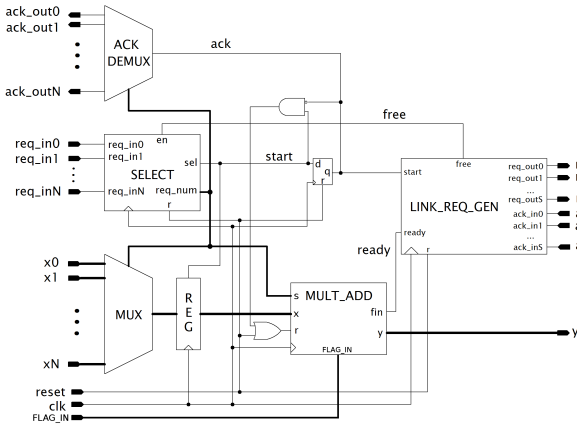 ack_out0
ack_out1
ack_outN
ACK DEMUX
ack
free
req_in0
req_in1
req_inN
req_in0
req_in1
req_inN
en
sel
SELECT
req_num
r
start
d
q
r
start
free
LINK_REQ_GEN
ready
r
req_out0
req_out1
...
req_outS
ack_in0
ack_in1
...
ack_inS
ready
x0
x1
xN
MUX
R
E
G
s
MULT_ADD
x
r
fin
y
FLAG_IN
y
reset
clk
FLAG_IN